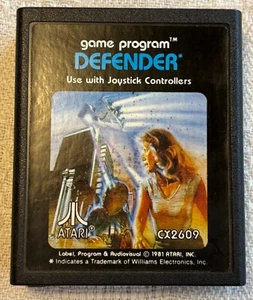 game program™
DEFENDER*
Use with Joystick Controllers
ATARI®
CX2609
Label, Program & Audiovisual © 1981 ATARI, INC.
* Indicates a Trademark of Williams Electronics, Inc.